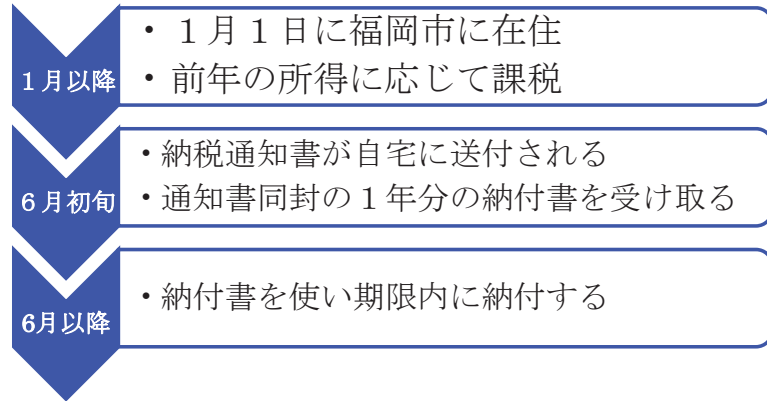 ・１月１日に福岡市に在住
１月以降
・前年の所得に応じて課税
・納税通知書が自宅に送付される
６月初旬
・通知書同封の１年分の納付書を受け取る
・納付書を使い期限内に納付する
6月以降